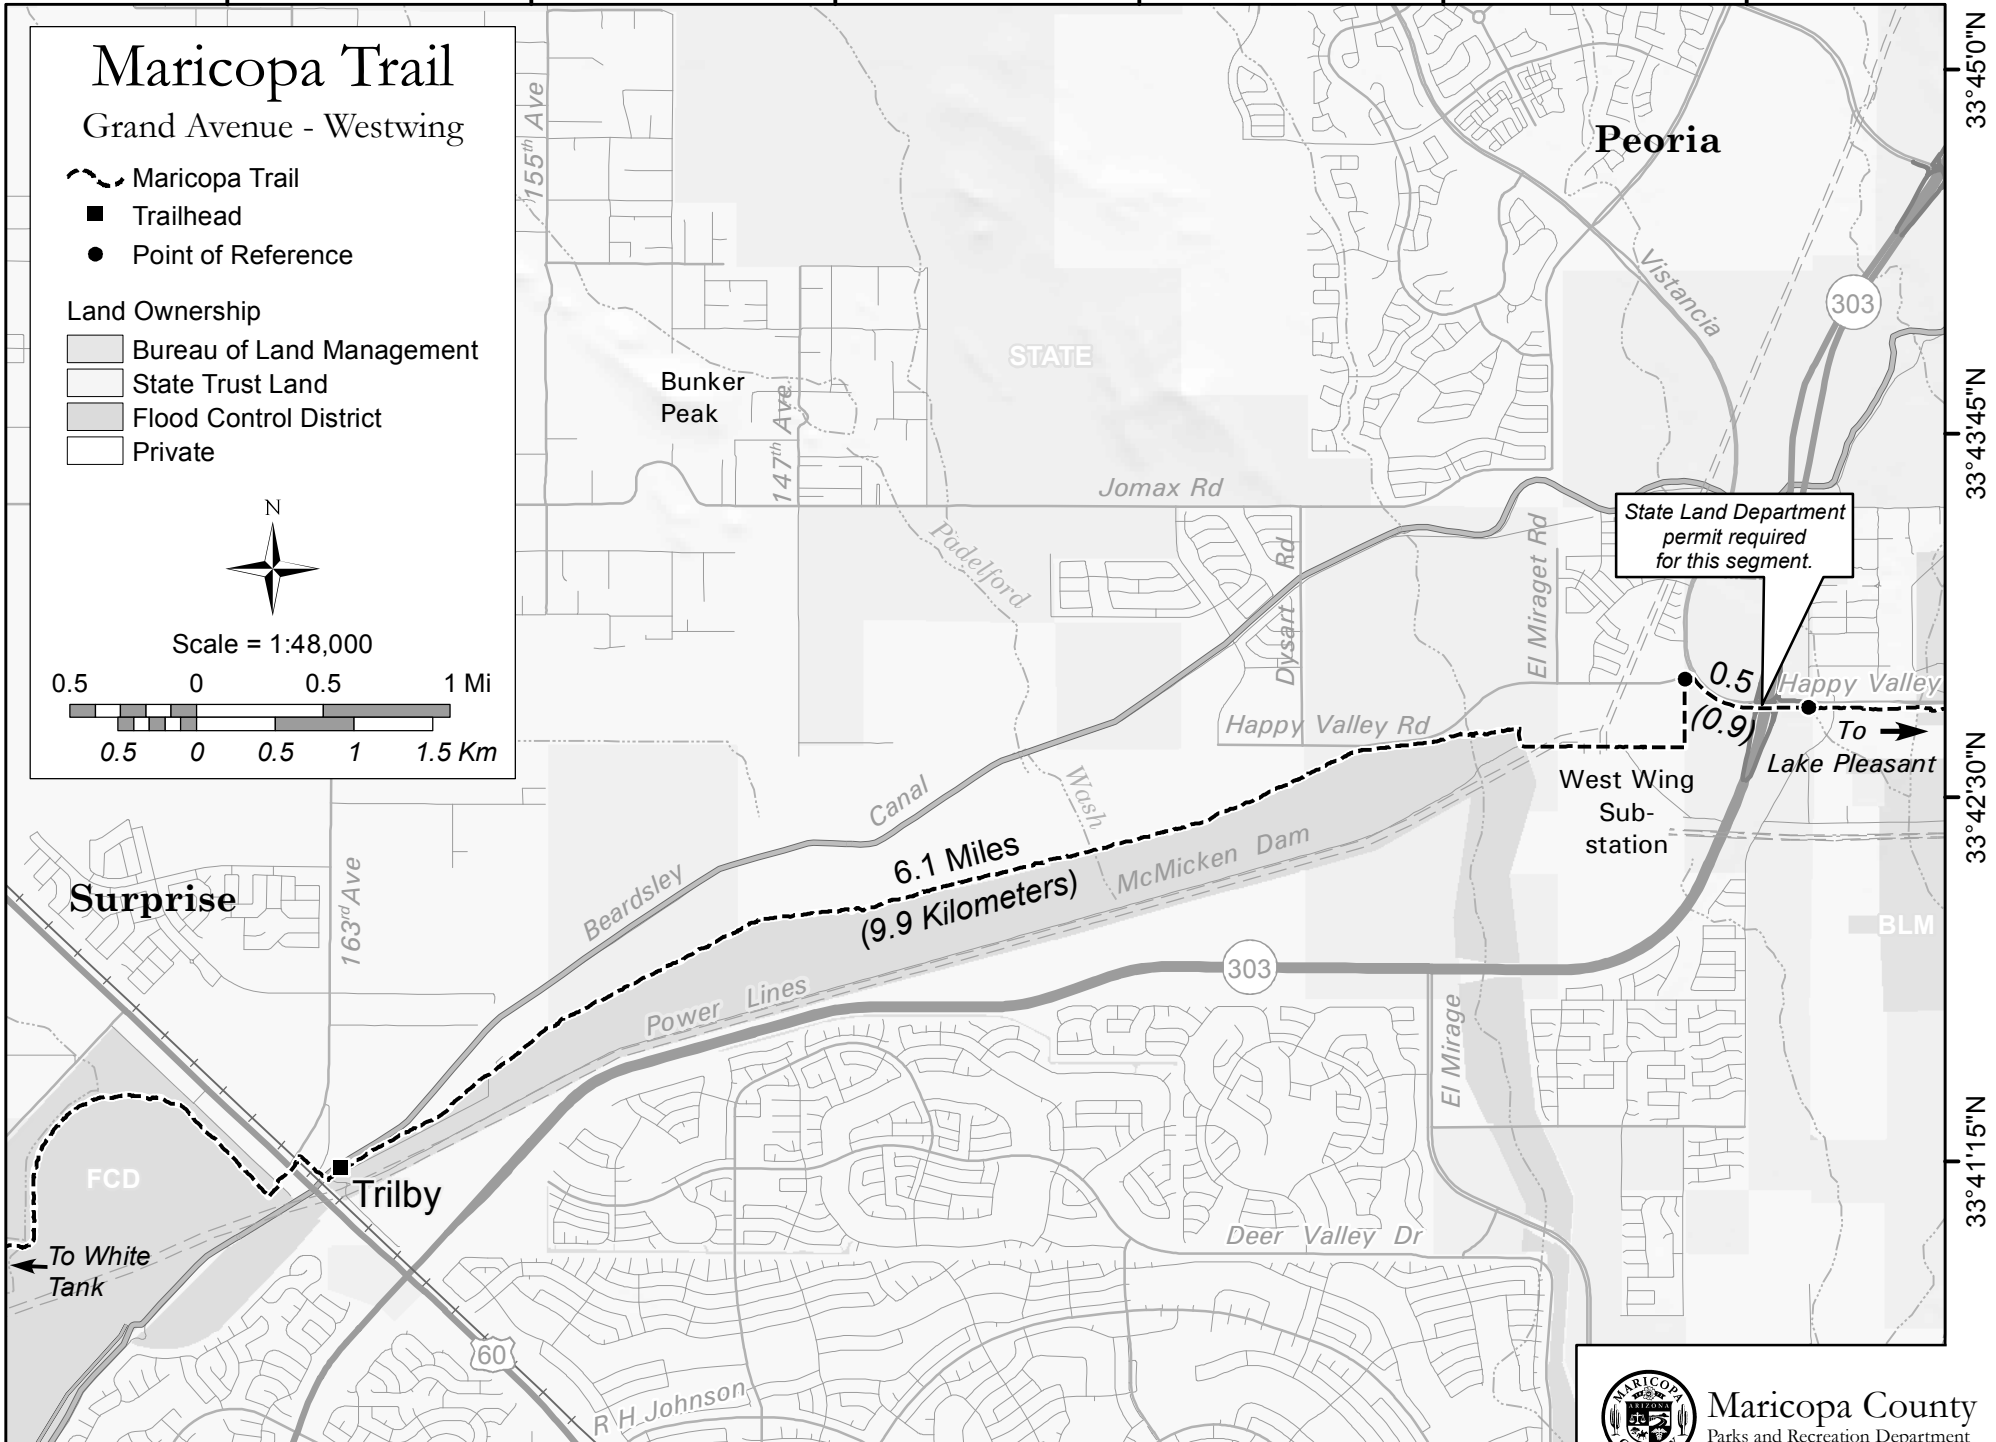 Maricopa Trail
Grand Avenue - Westwing
Maricopa Trail
Trailhead
Point of Reference
Land Ownership
Bureau of Land Management
State Trust Land
Flood Control District
Private
N
Scale = 1:48,000
0.5 0 0.5 1 Mi
0.5 0 0.5 1 1.5 Km
155th Ave
Peoria
33°45'0"N
Vistancia
303
STATE
Bunker
Peak
147th Ave
33°43'45"N
Jomax Rd
Padelford
Wash
Dysart Rd
El Miraget Rd
State Land Department
permit required
for this segment.
0.5
(0.9)
Happy Valley
To
Lake Pleasant
Happy Valley Rd
West Wing
Sub-
station
33°42'30"N
Beardsley
Canal
6.1 Miles
(9.9 Kilometers)
McMicken Dam
Power Lines
Surprise
163rd Ave
BLM
303
El Mirage
33°41'15"N
FCD
Trilby
To White
Tank
Deer Valley Dr
60
R H Johnson
MARICOPA
ARIZONA
Maricopa County
Parks and Recreation Department